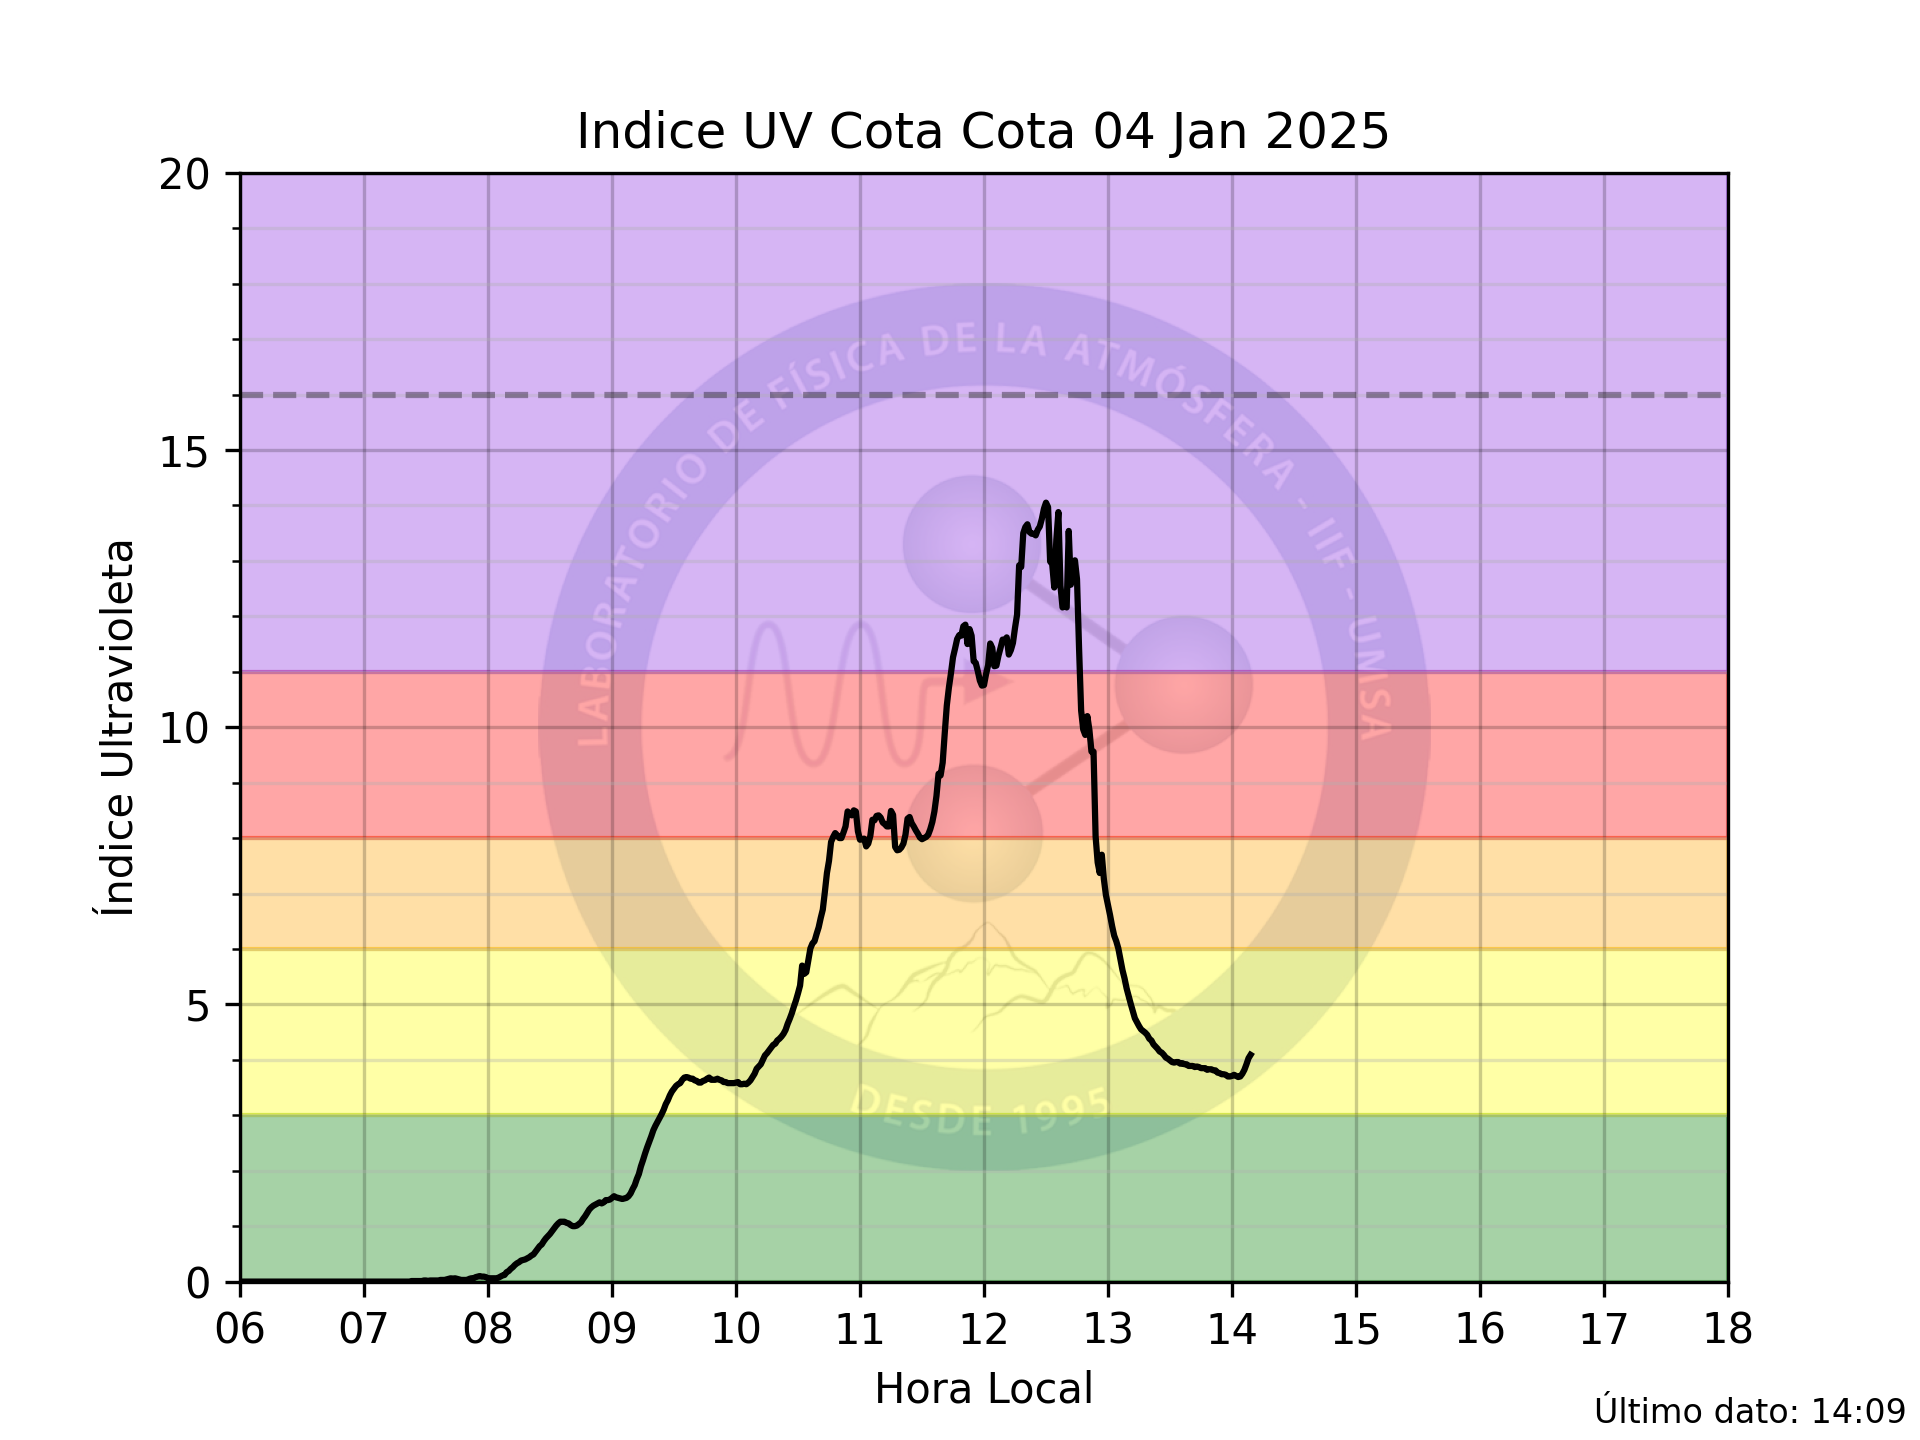 Indice UV Cota Cota 04 Jan 2025
20
15
10
5
0
Índice Ultravioleta
LABORATORIO DE FÍSICA DE LA ATMÓSFERA - IIF - UMSA
DESDE 1995
06 07 08 09 10 11 12 13 14 15 16 17 18
Hora Local
Último dato: 14:09